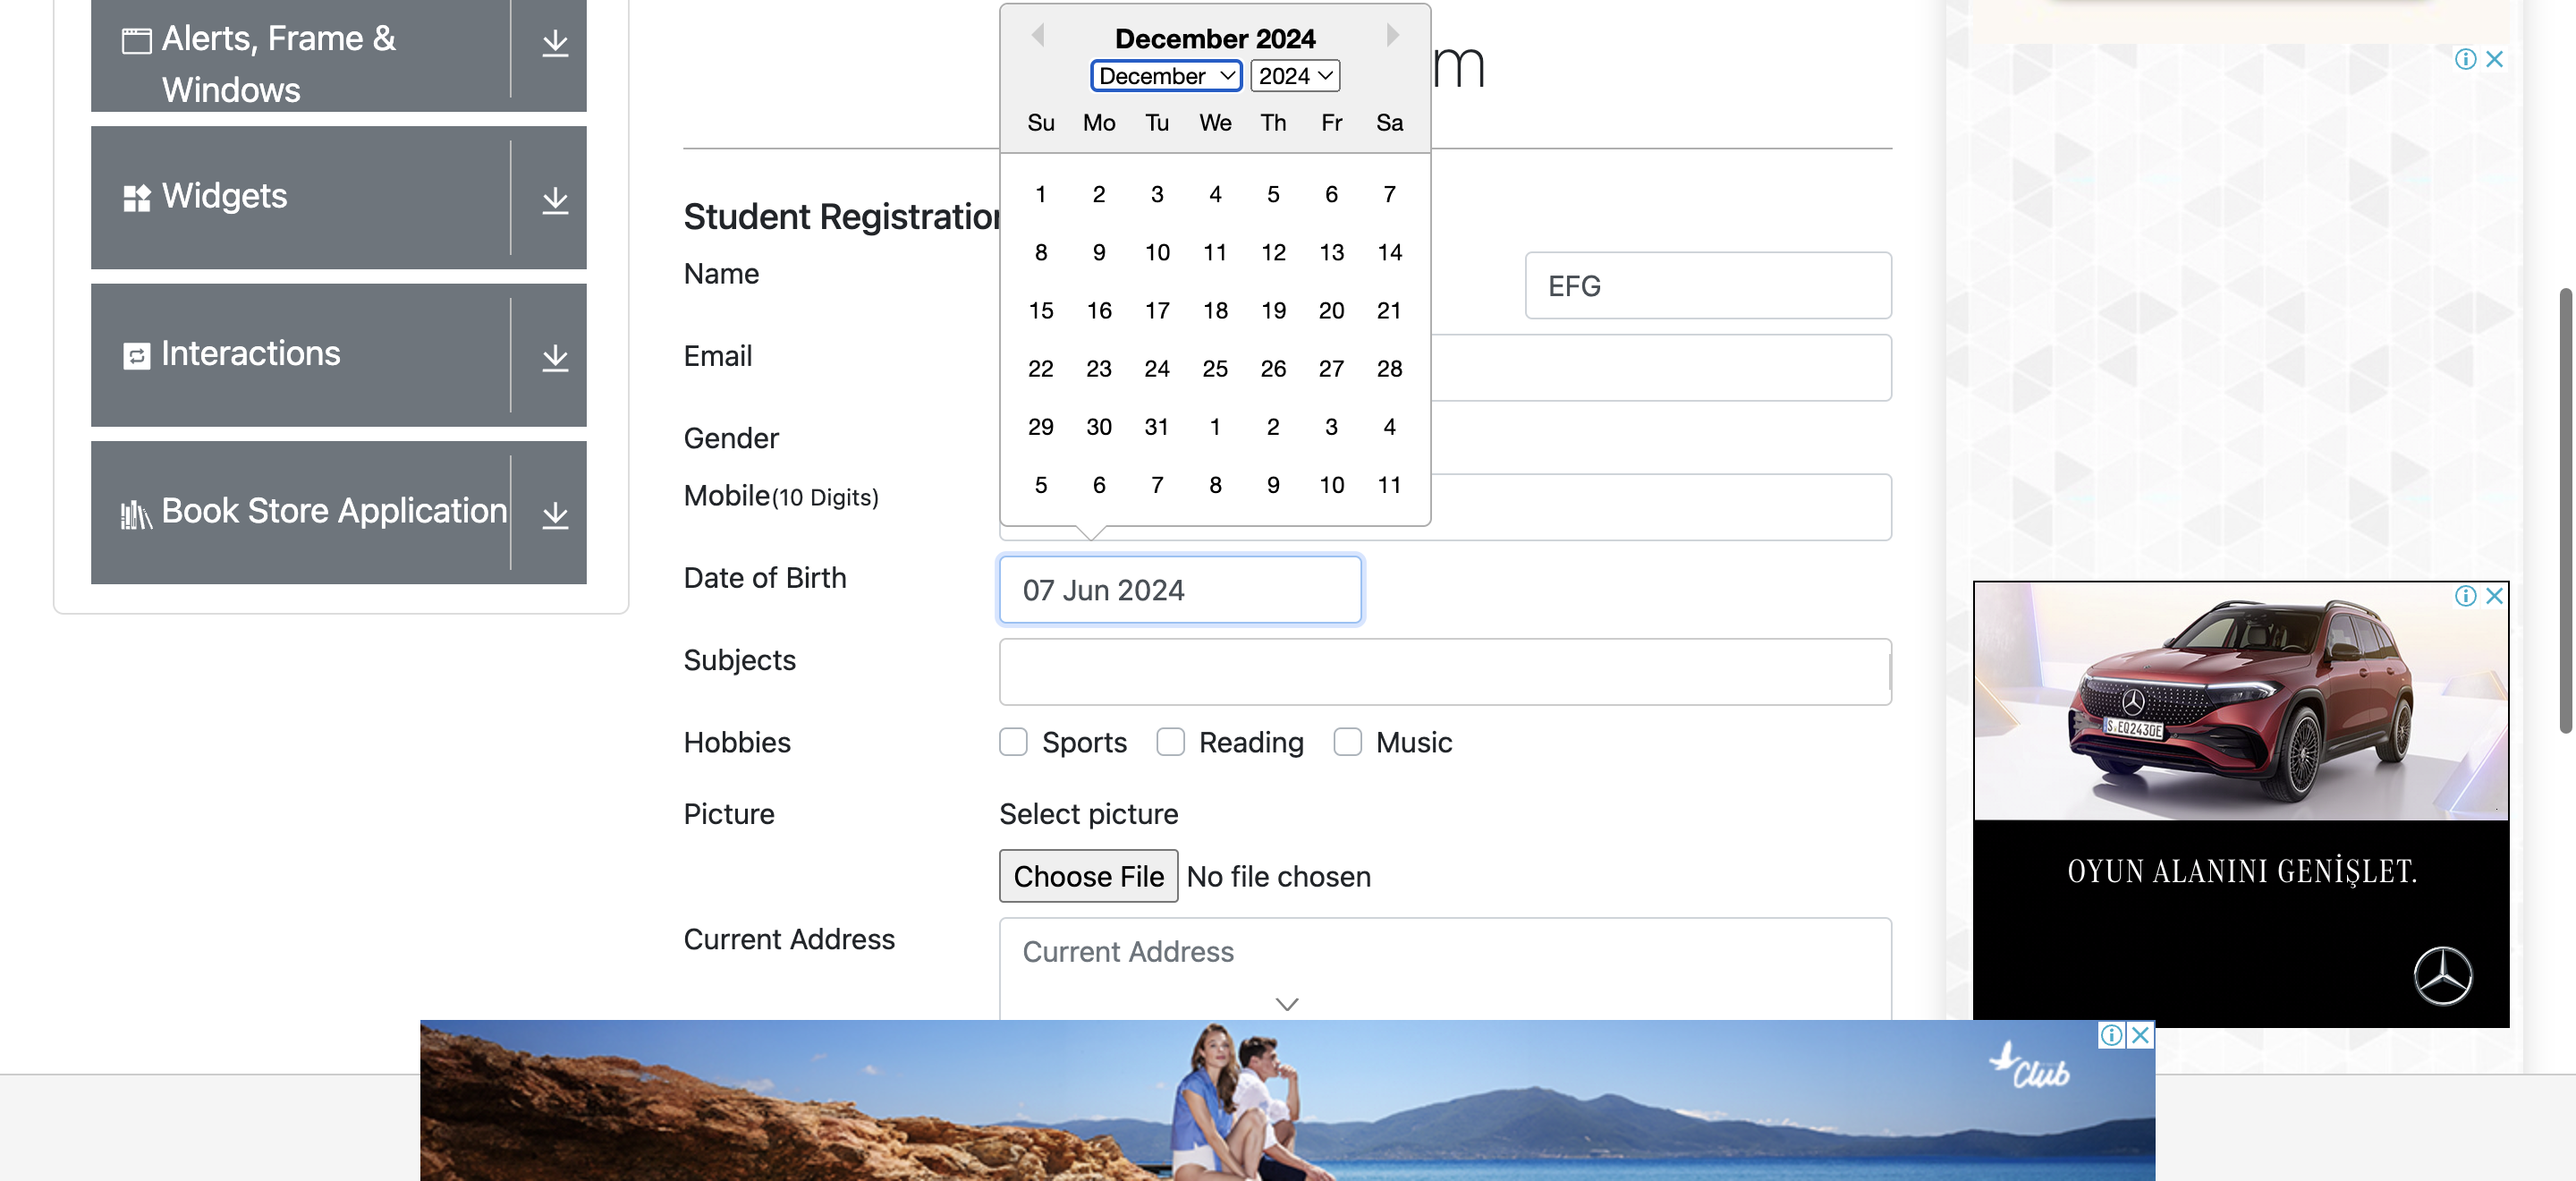 Alerts, Frame &
Windows
Widgets
Interactions
Book Store Application
m
December 2024
December 2024
Su Mo Tu We Th Fr Sa
1 2 3 4 5 6 7
8 9 10 11 12 13 14
15 16 17 18 19 20 21
22 23 24 25 26 27 28
29 30 31 1 2 3 4
5 6 7 8 9 10 11
Student Registration
Name
EFG
Email
Gender
Mobile(10 Digits)
Date of Birth
07 Jun 2024
Subjects
Hobbies
Sports Reading Music
Picture
Select picture
Choose File No file chosen
Current Address
Current Address
S EQ2430E
OYUN ALANINI GENİŞLET.
Club